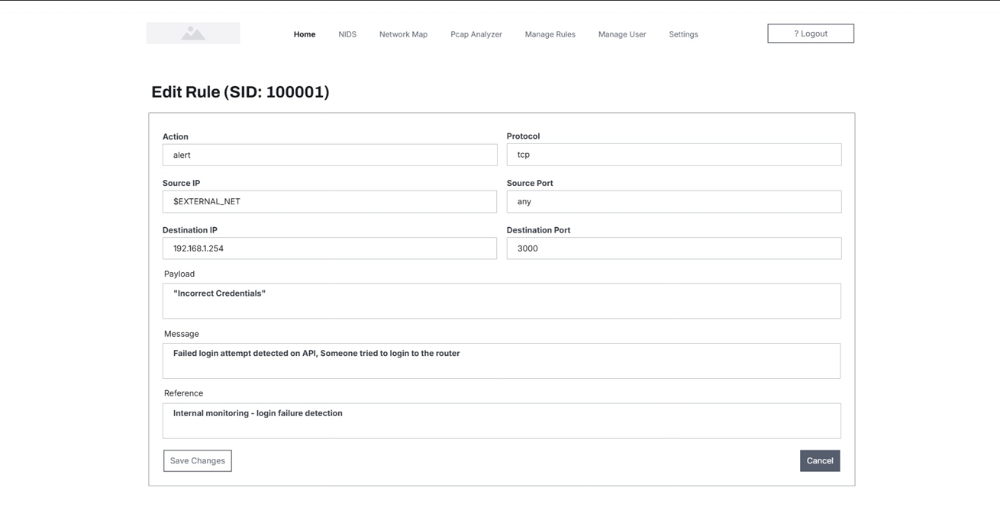 Home NIDS Network Map Pcap Analyzer Manage Rules Manage User Settings ? Logout
Edit Rule (SID: 100001)
Action Protocol
alert tcp
Source IP Source Port
$EXTERNAL_NET any
Destination IP Destination Port
192.168.1.254 3000
Payload
"Incorrect Credentials"
Message
Failed login attempt detected on API, Someone tried to login to the router
Reference
Internal monitoring - login failure detection
Save Changes Cancel